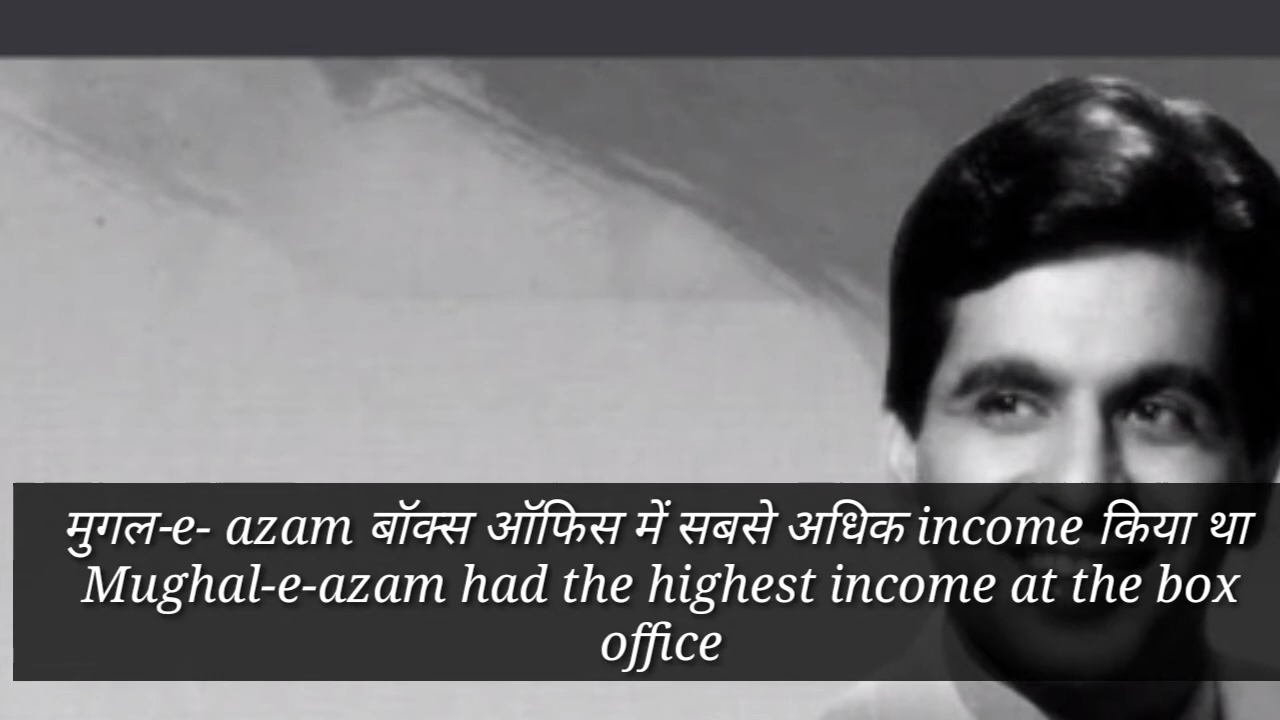 मुगल-e- azam बॉक्स ऑफिस में सबसे अधिक income किया था
Mughal-e-azam had the highest income at the box
office